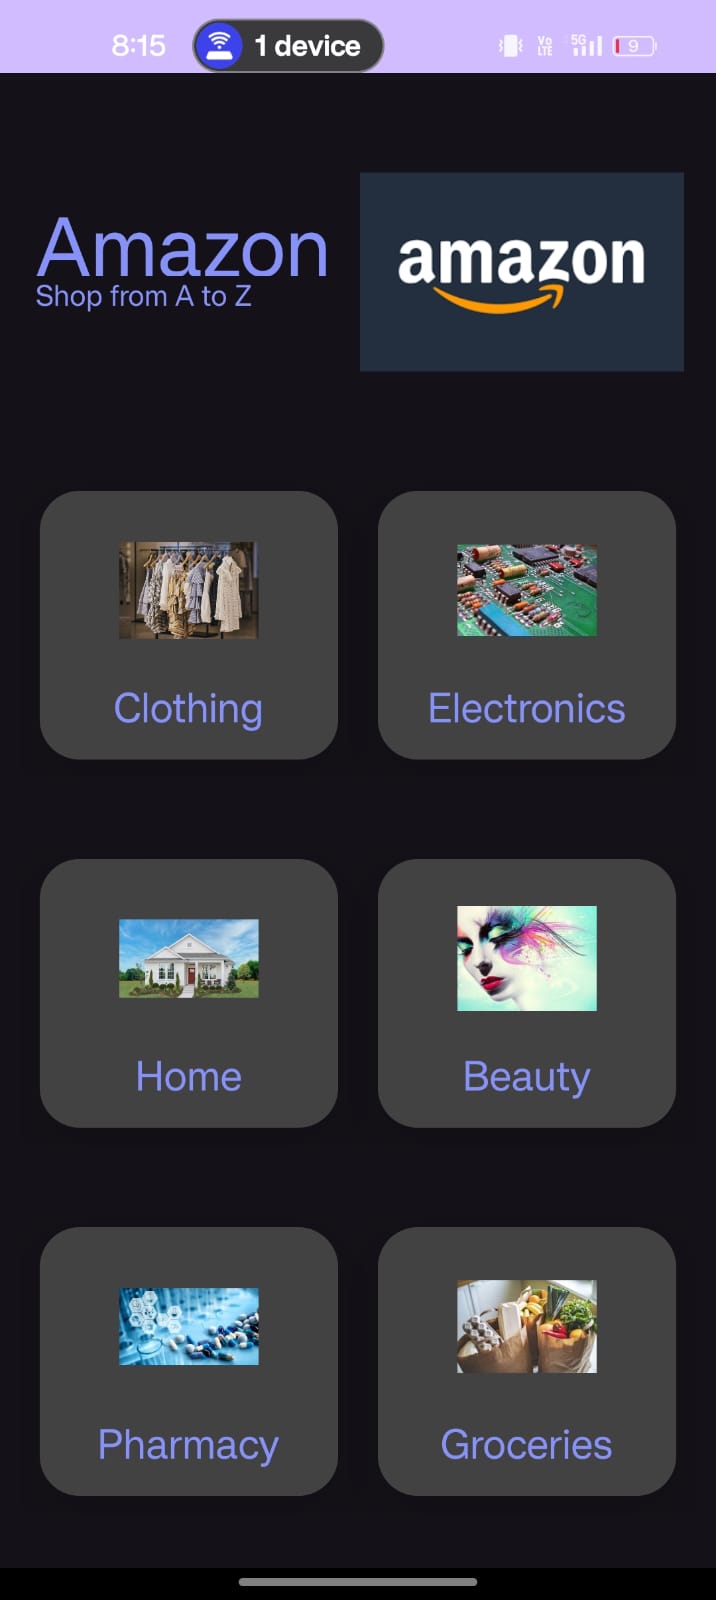 8:15
1 device
Vo
LTE
5G
9
Amazon
Shop from A to Z
amazon
Clothing
Electronics
Home
Beauty
Pharmacy
Groceries